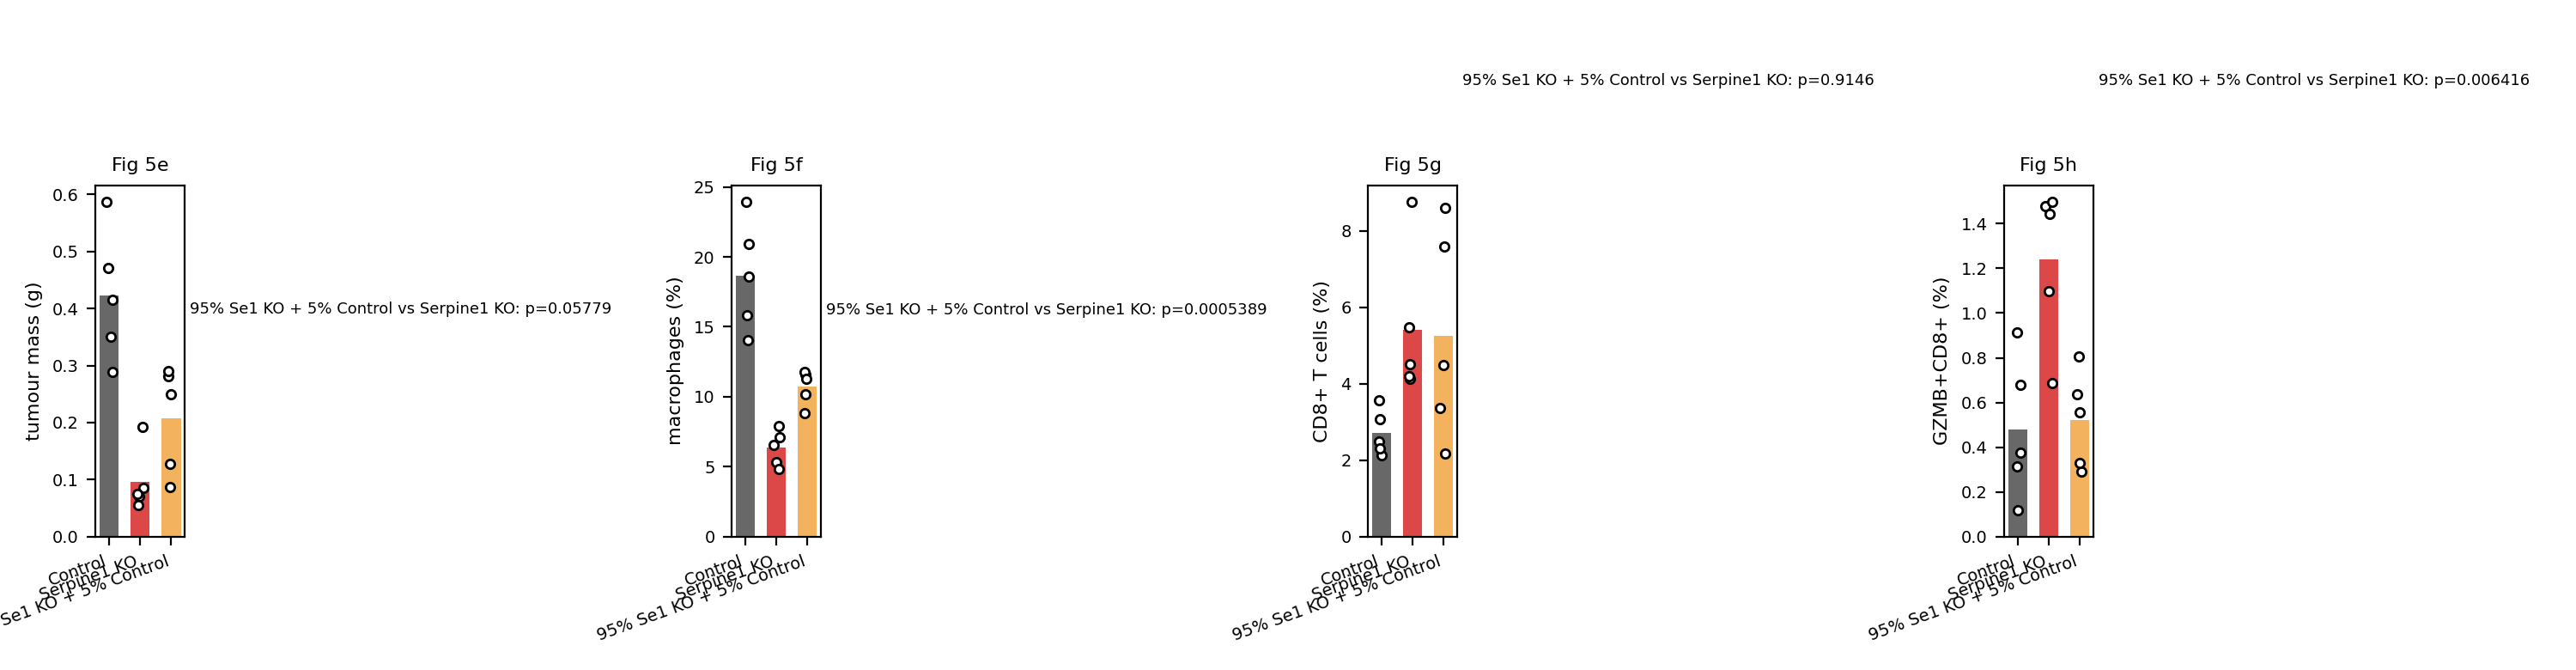 95% Se1 KO + 5% Control vs Serpine1 KO: p=0.9146
95% Se1 KO + 5% Control vs Serpine1 KO: p=0.006416
Fig 5e
tumour mass (g)
0.6
0.5
0.4
0.3
0.2
0.1
0.0
95% Se1 KO + 5% Control vs Serpine1 KO: p=0.05779
Control
Serpine1 KO
Se1 KO + 5% Control
Fig 5f
macrophages (%)
25
20
15
10
5
0
95% Se1 KO + 5% Control vs Serpine1 KO: p=0.0005389
Control
Serpine1 KO
95% Se1 KO + 5% Control
Fig 5g
CD8+ T cells (%)
8
6
4
2
0
Control
Serpine1 KO
95% Se1 KO + 5% Control
Fig 5h
GZMB+CD8+ (%)
1.4
1.2
1.0
0.8
0.6
0.4
0.2
0.0
Control
Serpine1 KO
95% Se1 KO + 5% Control